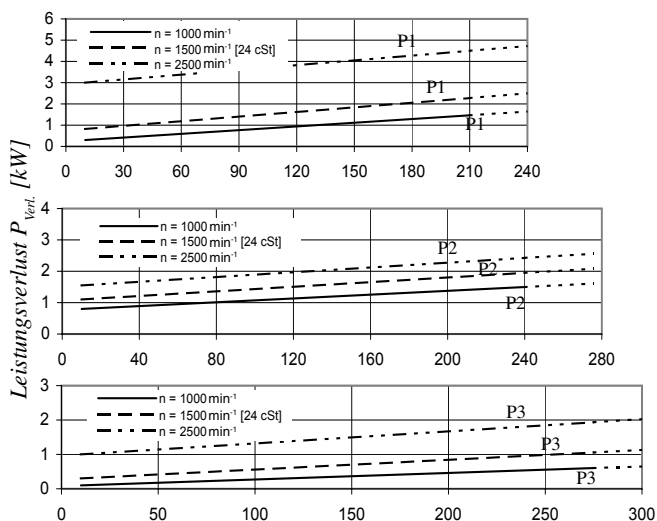 Leistungsverlust P Verl. [kW]
6
5
4
3
2
1
0
n = 1000 min⁻¹
n = 1500 min⁻¹ [24 cSt]
n = 2500 min⁻¹
P1
P1
P1
0 30 60 90 120 150 180 210 240
4
3
2
1
0
n = 1000 min⁻¹
n = 1500 min⁻¹ [24 cSt]
n = 2500 min⁻¹
P2
P2
P2
0 40 80 120 160 200 240 280
3
2
1
0
n = 1000 min⁻¹
n = 1500 min⁻¹ [24 cSt]
n = 2500 min⁻¹
P3
P3
P3
0 50 100 150 200 250 300